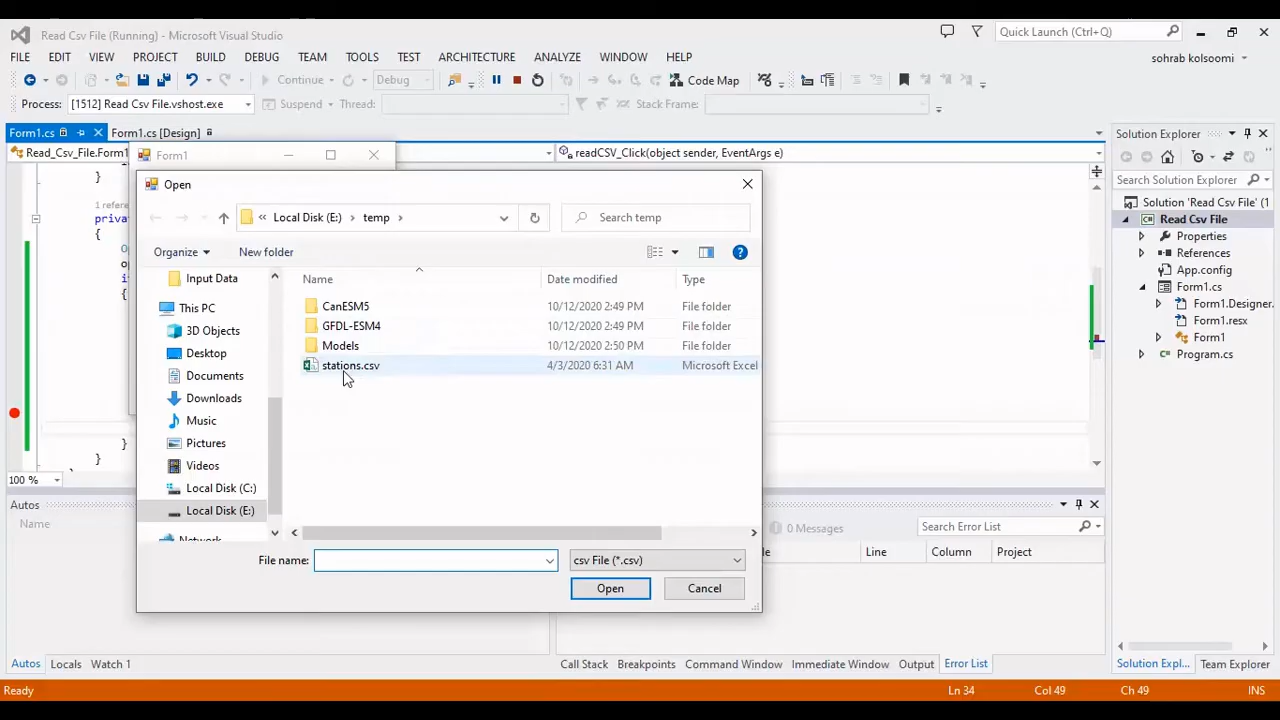 Read Csv File (Running) - Microsoft Visual Studio
Quick Launch (Ctrl+Q)
FILE EDIT VIEW PROJECT BUILD DEBUG TEAM TOOLS TEST ARCHITECTURE ANALYZE WINDOW HELP
sohrab kolsoomi
Continue Debug Code Map
Process: [1512] Read Csv File.vshost.exe Suspend Thread: Stack Frame:
Form1.cs Form1.cs [Design]
Read_Csv_File.Form1 readCSV_Click(object sender, EventArgs e)
Form1
}
1 refere
priva
{
O
op
i
{
}
}
100 %
Open
« Local Disk (E:) temp
Search temp
Organize New folder
Name Date modified Type
CanESM5 10/12/2020 2:49 PM File folder
GFDL-ESM4 10/12/2020 2:49 PM File folder
Models 10/12/2020 2:50 PM File folder
stations.csv 4/3/2020 6:31 AM Microsoft Excel
Input Data
This PC
3D Objects
Desktop
Documents
Downloads
Music
Pictures
Videos
Local Disk (C:)
Local Disk (E:)
Network
File name: csv File (*.csv)
Open Cancel
Solution Explorer
Search Solution Explorer
Solution 'Read Csv File' (1
Read Csv File
Properties
References
App.config
Form1.cs
Form1.Designer.
Form1.resx
Form1
Program.cs
Autos
Name
0 Messages Search Error List
Line Column Project
Autos Locals Watch 1
Call Stack Breakpoints Command Window Immediate Window Output Error List
Solution Expl... Team Explorer
Ready Ln 34 Col 49 Ch 49 INS